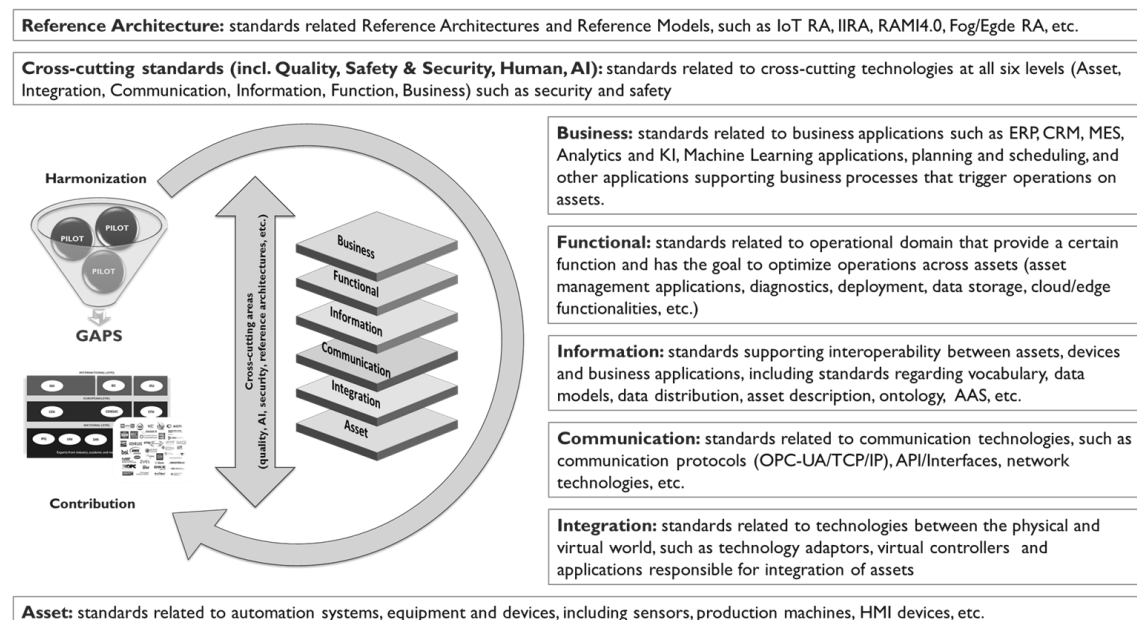 Reference Architecture: standards related Reference Architectures and Reference Models, such as IoT RA, IIRA, RAMI4.0, Fog/Egde RA, etc.
Cross-cutting standards (incl. Quality, Safety & Security, Human, AI): standards related to cross-cutting technologies at all six levels (Asset,
Integration, Communication, Information, Function, Business) such as security and safety
Harmonization
PILOT
PILOT
PILOT
GAPS
Contribution
Cross-cutting areas
(quality, AI, security, reference architectures, etc.)
Business
Functional
Information
Communication
Integration
Asset
Business: standards related to business applications such as ERP, CRM, MES,
Analytics and KI, Machine Learning applications, planning and scheduling, and
other applications supporting business processes that trigger operations on
assets.
Functional: standards related to operational domain that provide a certain
function and has the goal to optimize operations across assets (asset
management applications, diagnostics, deployment, data storage, cloud/edge
functionalities, etc.)
Information: standards supporting interoperability between assets, devices
and business applications, including standards regarding vocabulary, data
models, data distribution, asset description, ontology, AAS, etc.
Communication: standards related to communication technologies, such as
communication protocols (OPC-UA/TCP/IP), API/Interfaces, network
technologies, etc.
Integration: standards related to technologies between the physical and
virtual world, such as technology adaptors, virtual controllers and
applications responsible for integration of assets
Asset: standards related to automation systems, equipment and devices, including sensors, production machines, HMI devices, etc.